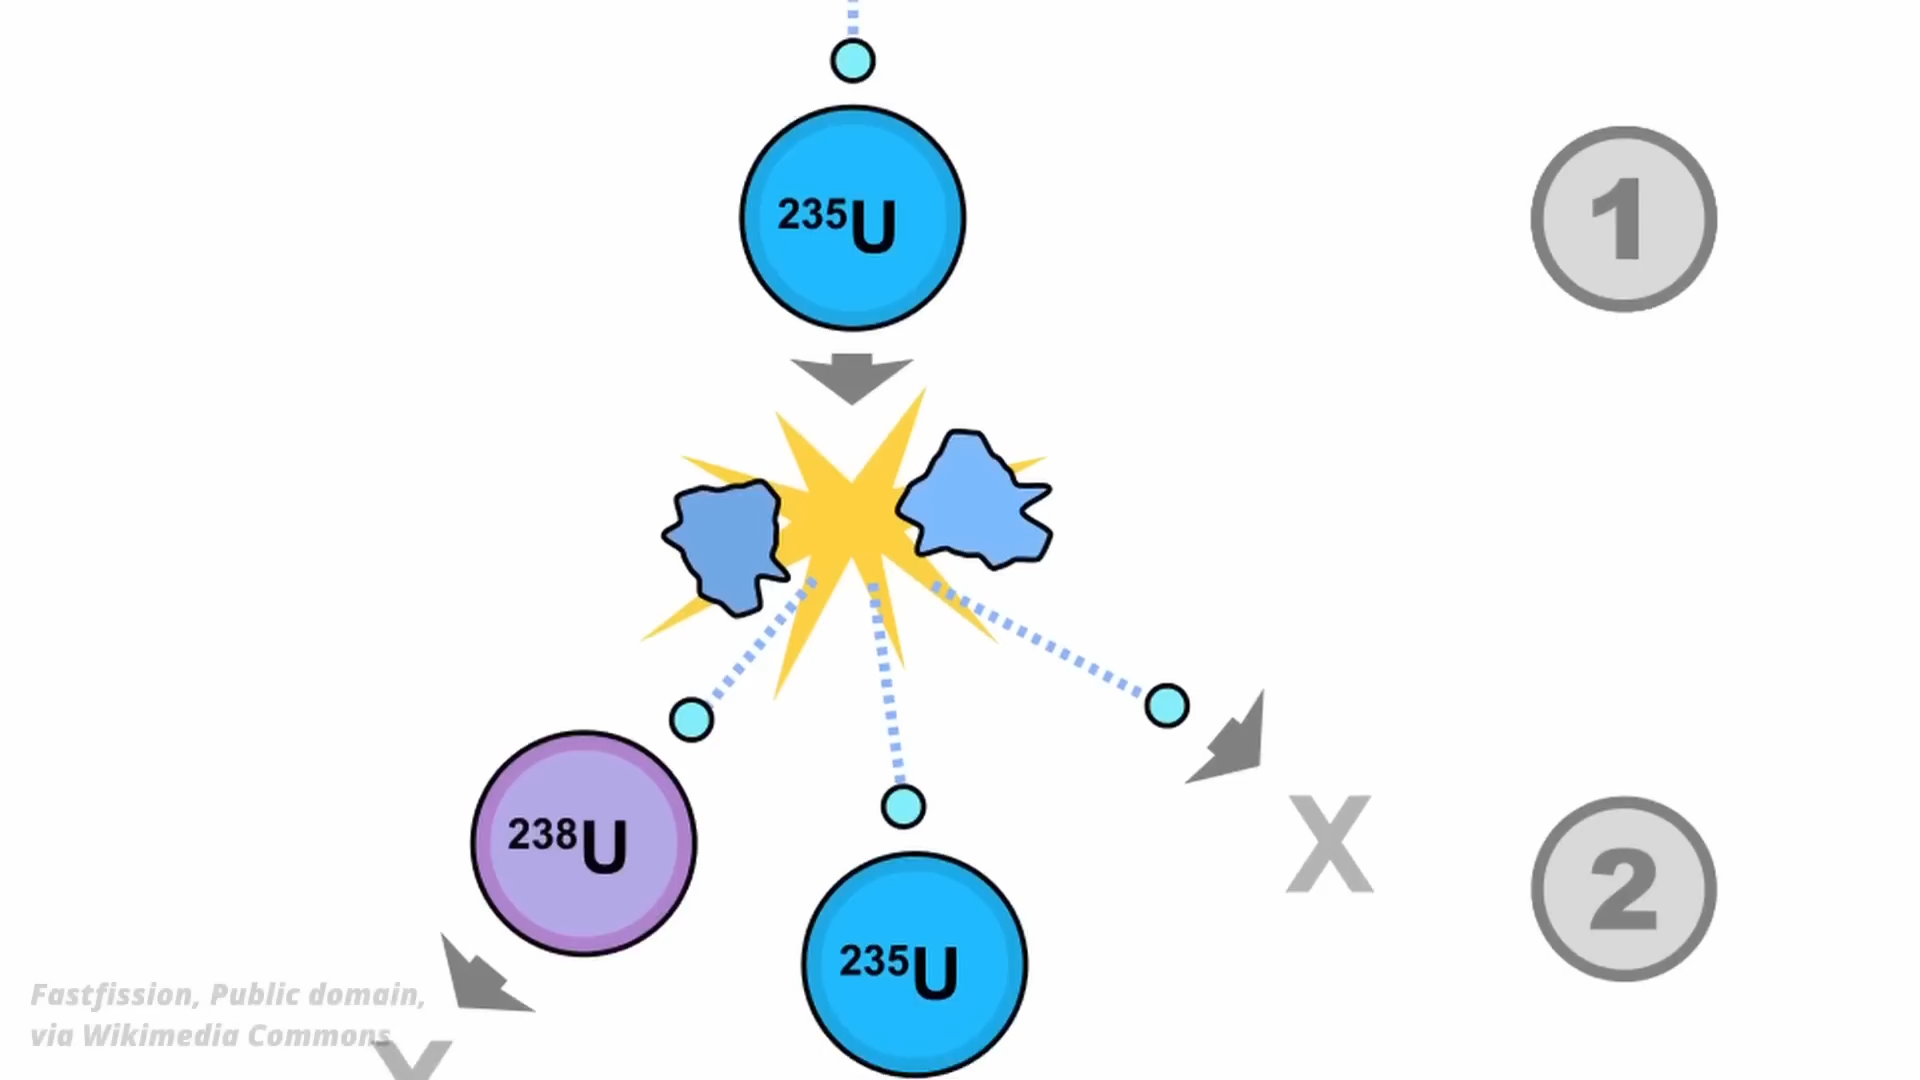 235U
1
238U
X
2
235U
Fastfission, Public domain,
via Wikimedia Commons
X